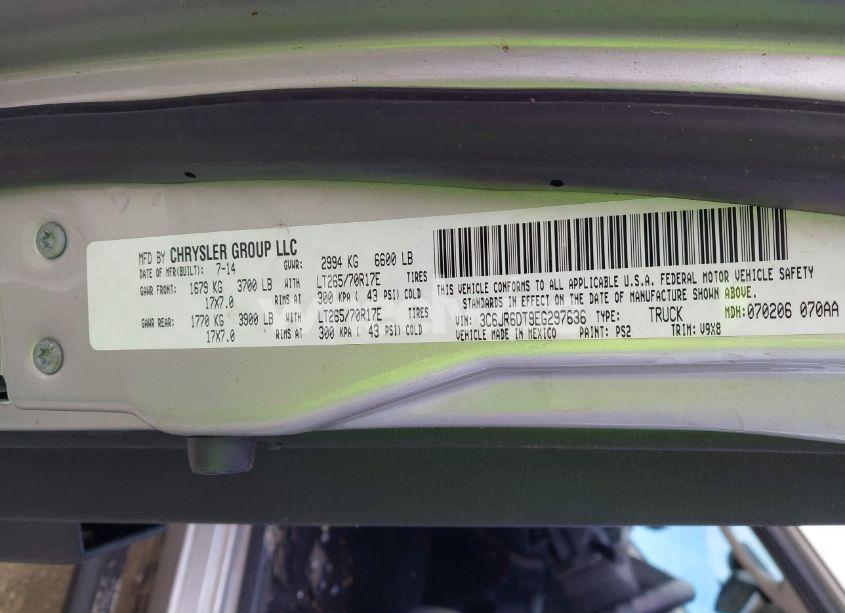 MFD BY CHRYSLER GROUP LLC
DATE OF MFR(BUILT): 7-14 GVWR: 2994 KG 6600 LB
GAWR FRONT: 1679 KG 3700 LB WITH LT265/70R17E TIRES
17X7.0 RIMS AT 300 KPA ( 43 PSI) COLD
GAWR REAR: 1770 KG 3900 LB WITH LT265/70R17E TIRES
17X7.0 RIMS AT 300 KPA ( 43 PSI) COLD
THIS VEHICLE CONFORMS TO ALL APPLICABLE U.S.A. FEDERAL MOTOR VEHICLE SAFETY
STANDARDS IN EFFECT ON THE DATE OF MANUFACTURE SHOWN ABOVE.
VIN: 3C6JR6DT9EG297636 TYPE: TRUCK MDH: 070206 070AA
VEHICLE MADE IN MEXICO PAINT: PS2 TRIM: V9X8